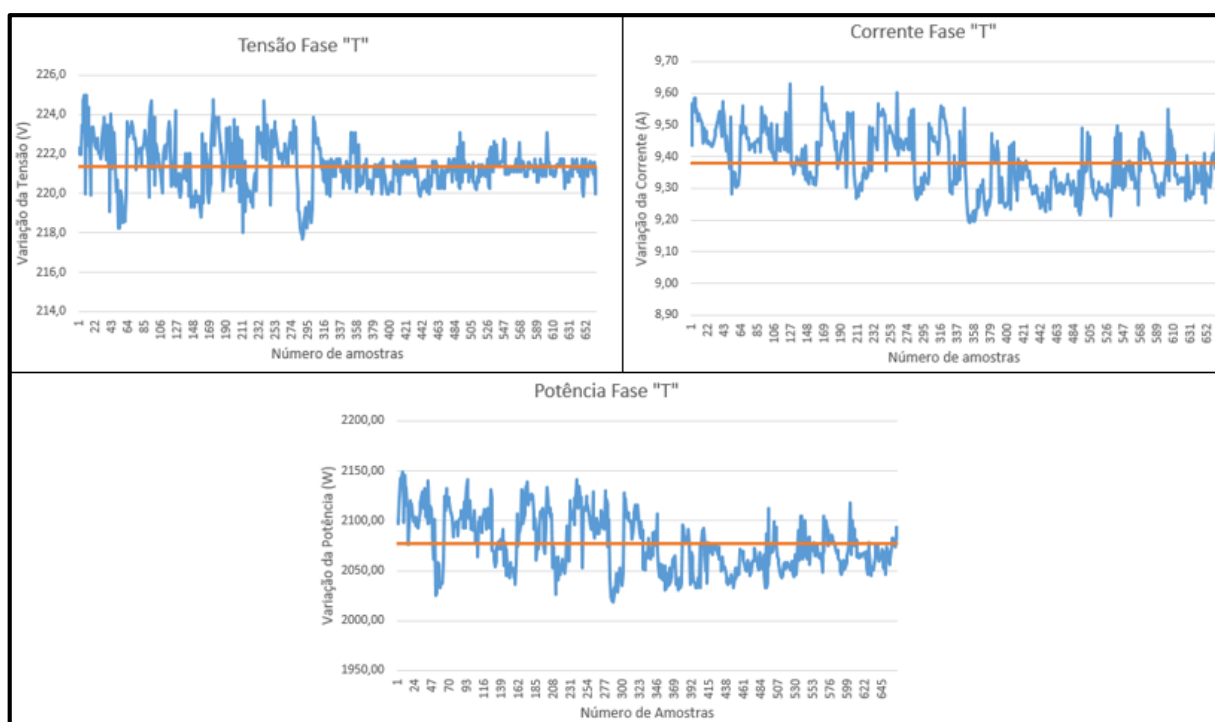 Tensão Fase "T"
Variação da Tensão (V)
226,0
224,0
222,0
220,0
218,0
216,0
214,0
1 22 43 64 85 106 127 148 169 190 211 232 253 274 295 316 337 358 379 400 421 442 463 484 505 526 547 568 589 610 631 652
Número de amostras
Corrente Fase "T"
Variação da Corrente (A)
9,70
9,60
9,50
9,40
9,30
9,20
9,10
9,00
8,90
1 22 43 64 85 106 127 148 169 190 211 232 253 274 295 316 337 358 379 400 421 442 463 484 505 526 547 568 589 610 631 652
Número de amostras
Potência Fase "T"
Variação da Potência (W)
2200,00
2150,00
2100,00
2050,00
2000,00
1950,00
1 24 47 70 93 116 139 162 185 208 231 254 277 300 323 346 369 392 415 438 461 484 507 530 553 576 599 622 645
Número de Amostras